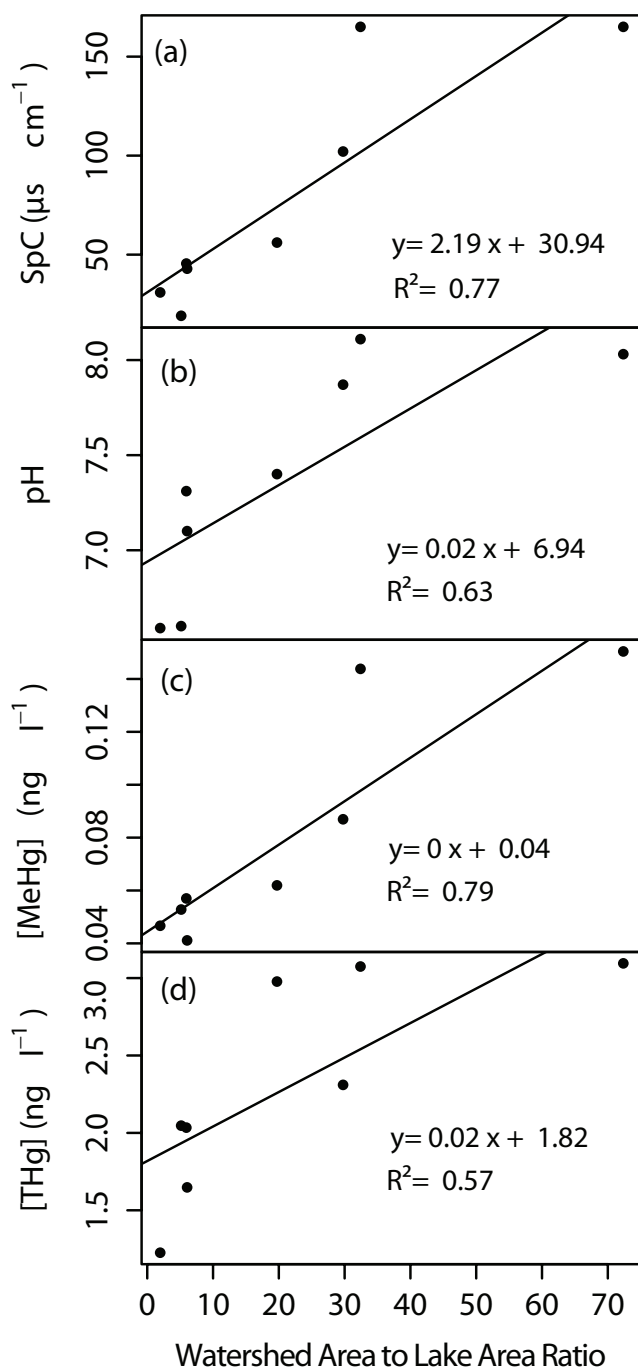 (a)
SpC (µs cm⁻¹)
50 100 150
y= 2.19 x + 30.94
R²= 0.77
(b)
pH
7.0 7.5 8.0
y= 0.02 x + 6.94
R²= 0.63
(c)
[MeHg] (ng l⁻¹)
0.04 0.08 0.12
y= 0 x + 0.04
R²= 0.79
(d)
[THg] (ng l⁻¹)
1.5 2.0 2.5 3.0
y= 0.02 x + 1.82
R²= 0.57
0 10 20 30 40 50 60 70
Watershed Area to Lake Area Ratio